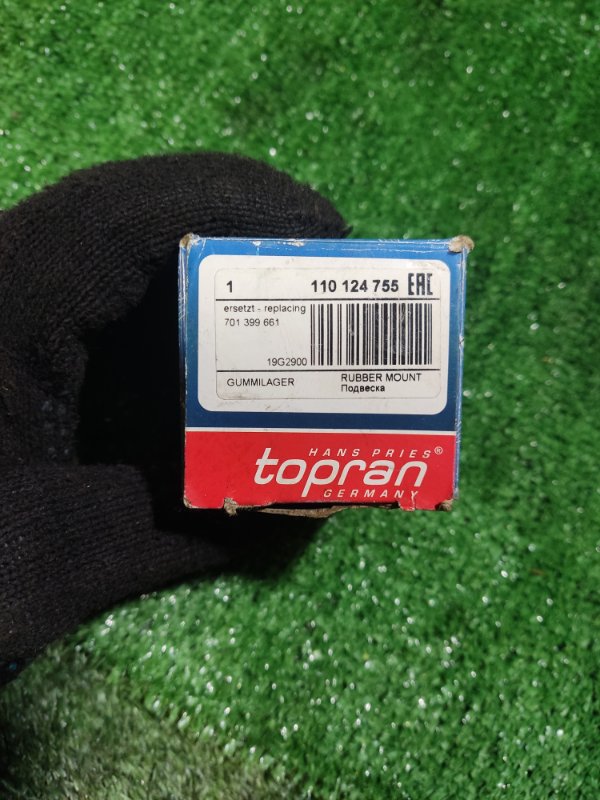 1 110 124 755 EAC
ersetzt - replacing
701 399 661
19G2900
GUMMILAGER RUBBER MOUNT
Подвеска
HANS PRIES®
topran
GERMANY